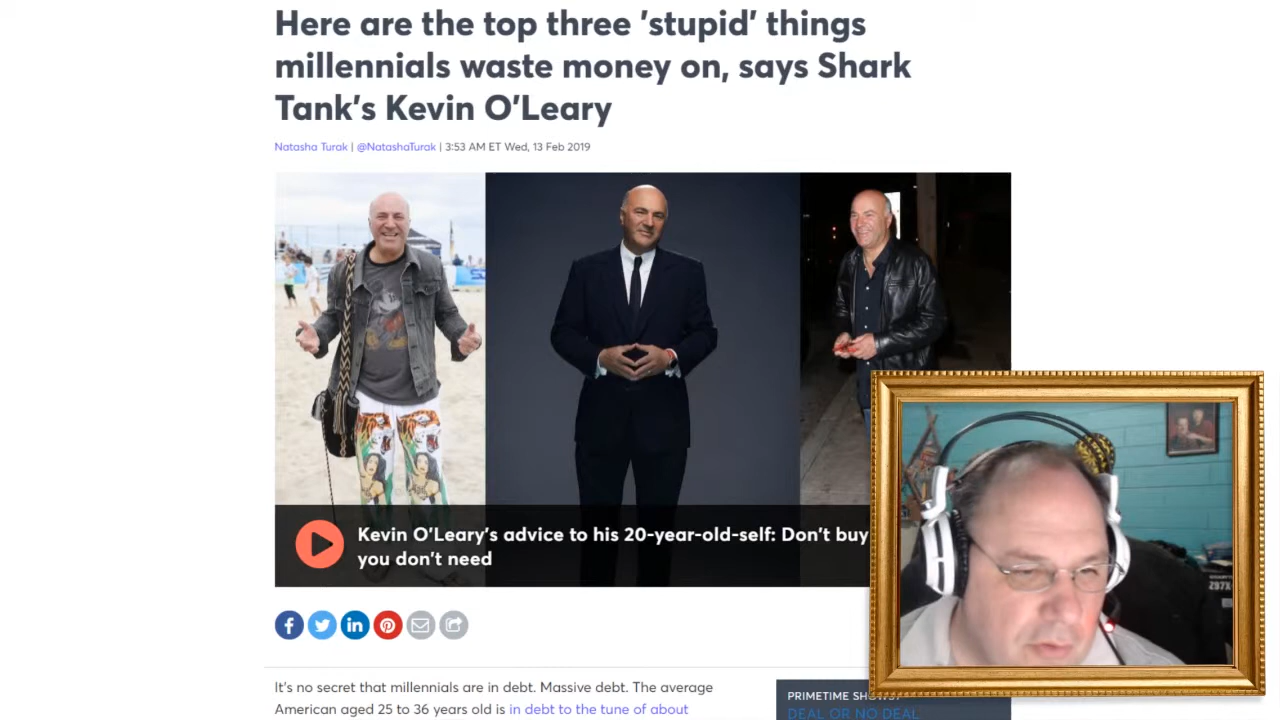 Here are the top three 'stupid' things
millennials waste money on, says Shark
Tank's Kevin O'Leary
Natasha Turak | @NatashaTurak | 3:53 AM ET Wed, 13 Feb 2019
Kevin O'Leary's advice to his 20-year-old-self: Don't buy
you don't need
It's no secret that millennials are in debt. Massive debt. The average
American aged 25 to 36 years old is in debt to the tune of about
PRIMETIME SHOWS:
DEAL OR NO DEAL
Z97X